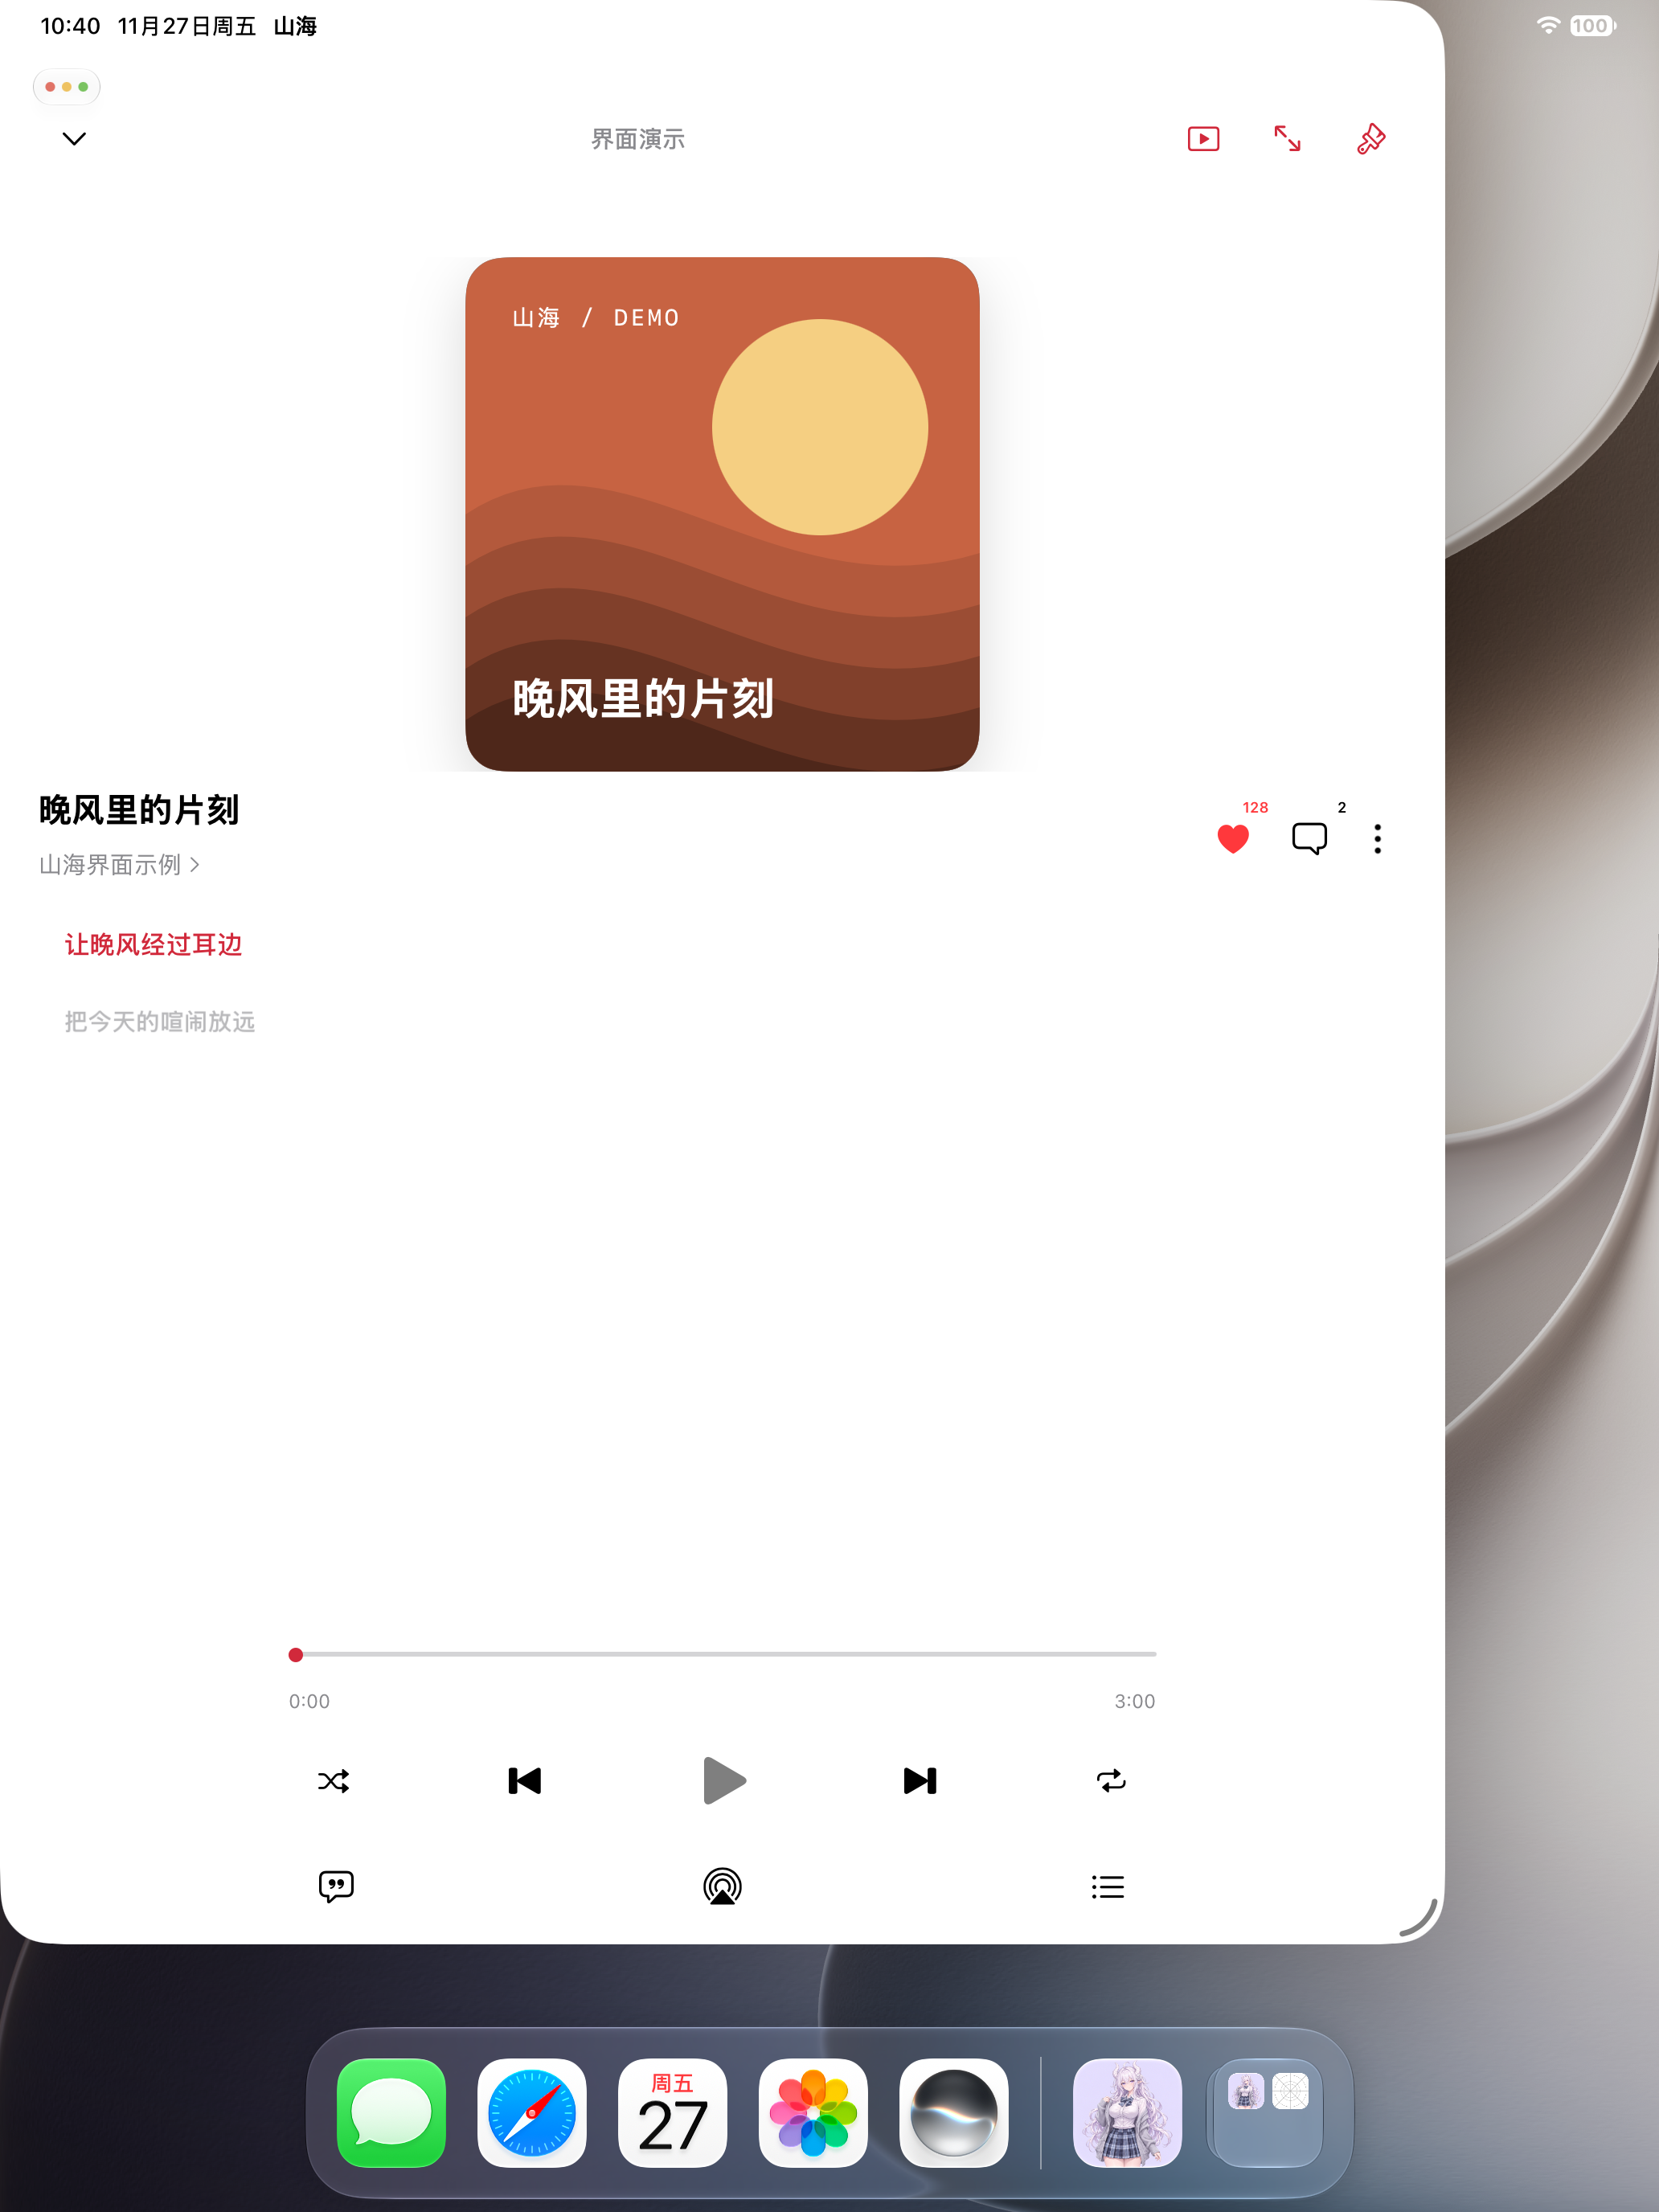 10:40 11月27日周五 山海
100
界面演示
山海 / DEMO
晚风里的片刻
晚风里的片刻
128
2
山海界面示例
让晚风经过耳边
把今天的喧闹放远
0:00
3:00
周五
27